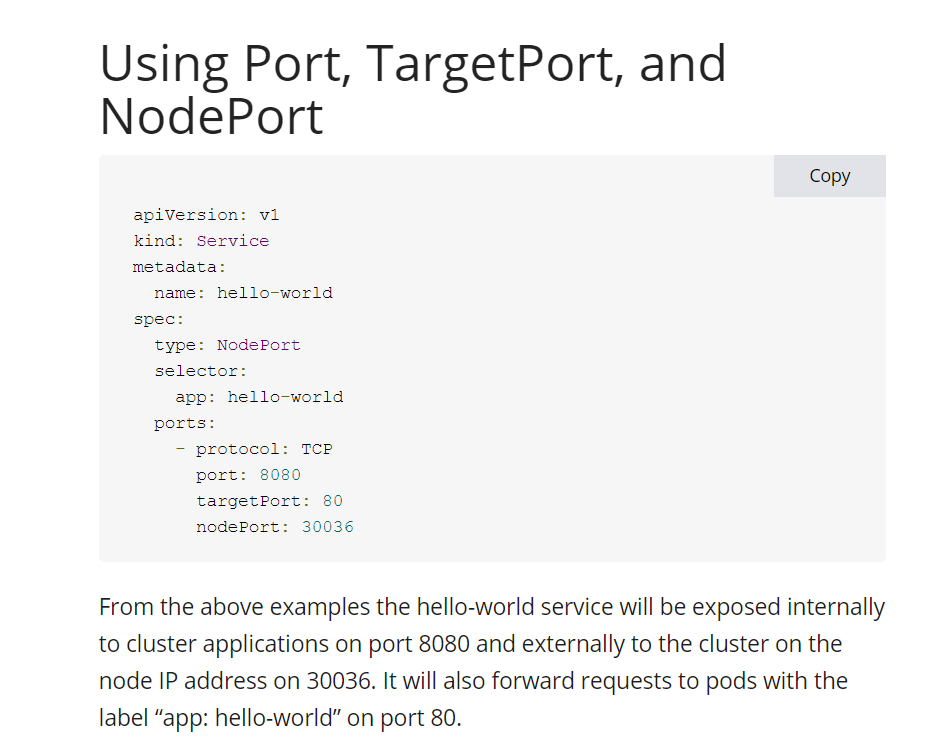 Using Port, TargetPort, and
NodePort
Copy
apiVersion: v1
kind: Service
metadata:
  name: hello-world
spec:
  type: NodePort
  selector:
    app: hello-world
  ports:
    - protocol: TCP
      port: 8080
      targetPort: 80
      nodePort: 30036
From the above examples the hello-world service will be exposed internally
to cluster applications on port 8080 and externally to the cluster on the
node IP address on 30036. It will also forward requests to pods with the
label “app: hello-world” on port 80.